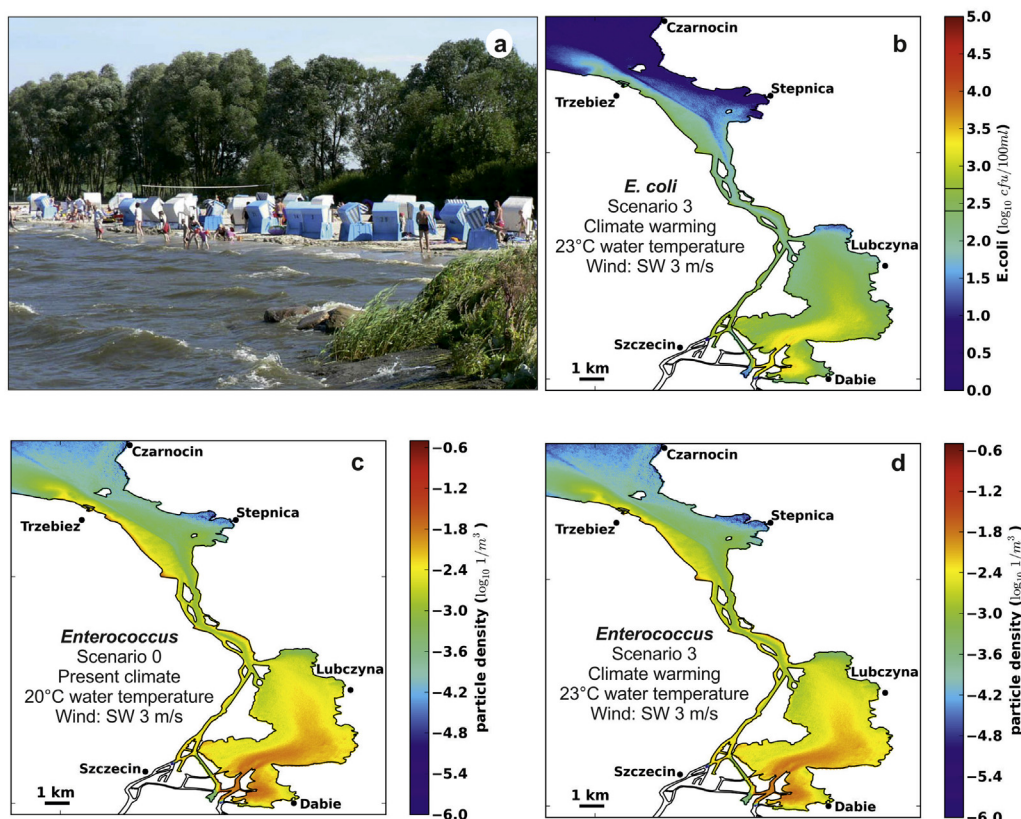 a
b
Czarnocin
Trzebiez
Stepnica
E. coli
Scenario 3
Climate warming
23°C water temperature
Wind: SW 3 m/s
Lubczyna
Szczecin
1 km
Dabie
5.0
4.5
4.0
3.5
3.0
2.5
2.0
1.5
1.0
0.5
0.0
E.coli (log10 cfu/100ml)
c
Czarnocin
Trzebiez
Stepnica
Enterococcus
Scenario 0
Present climate
20°C water temperature
Wind: SW 3 m/s
Lubczyna
Szczecin
1 km
Dabie
−0.6
−1.2
−1.8
−2.4
−3.0
−3.6
−4.2
−4.8
−5.4
−6.0
particle density (log10 1/m³)
d
Czarnocin
Trzebiez
Stepnica
Enterococcus
Scenario 3
Climate warming
23°C water temperature
Wind: SW 3 m/s
Lubczyna
Szczecin
1 km
Dabie
−0.6
−1.2
−1.8
−2.4
−3.0
−3.6
−4.2
−4.8
−5.4
−6.0
particle density (log10 1/m³)